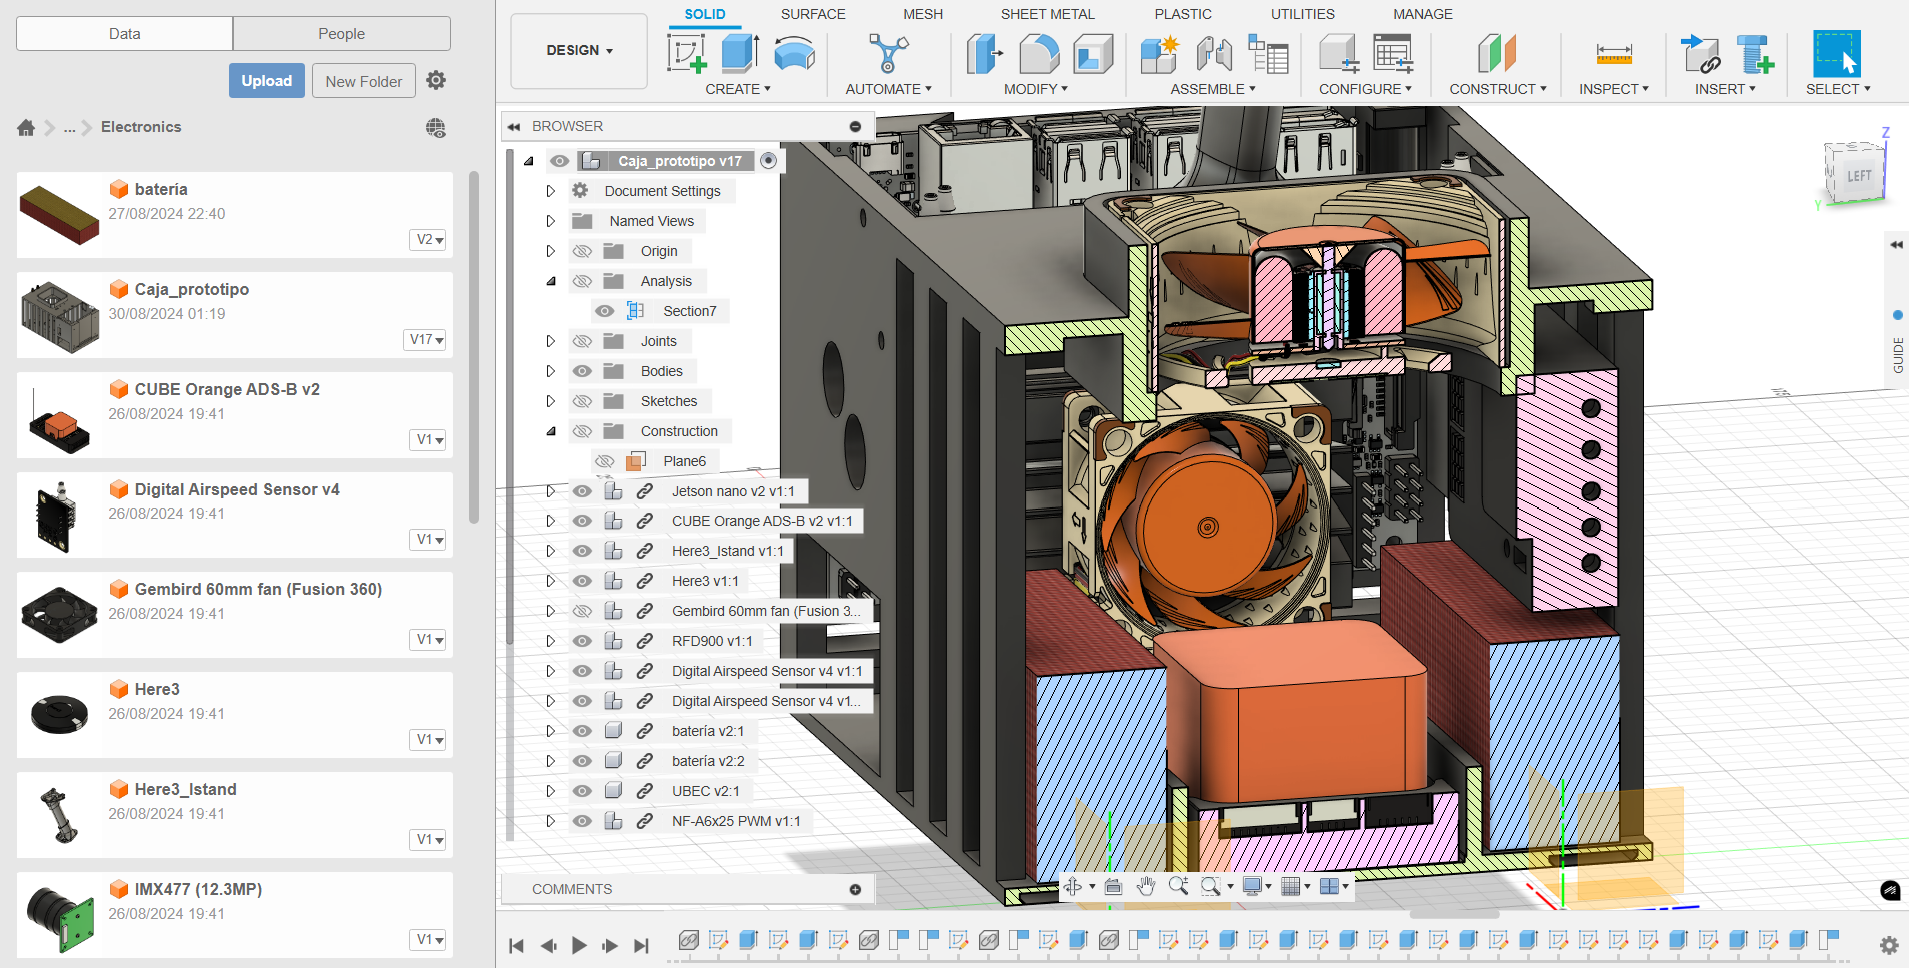 Data
People
Upload
New Folder
...
Electronics
batería
27/08/2024 22:40
V2
Caja_prototipo
30/08/2024 01:19
V17
CUBE Orange ADS-B v2
26/08/2024 19:41
V1
Digital Airspeed Sensor v4
26/08/2024 19:41
V1
Gembird 60mm fan (Fusion 360)
26/08/2024 19:41
V1
Here3
26/08/2024 19:41
V1
Here3_Istand
26/08/2024 19:41
V1
IMX477 (12.3MP)
26/08/2024 19:41
V1
DESIGN
SOLID
SURFACE
MESH
SHEET METAL
PLASTIC
UTILITIES
MANAGE
CREATE
AUTOMATE
MODIFY
ASSEMBLE
CONFIGURE
CONSTRUCT
INSPECT
INSERT
SELECT
BROWSER
Caja_prototipo v17
Document Settings
Named Views
Origin
Analysis
Section7
Joints
Bodies
Sketches
Construction
Plane6
Jetson nano v2 v1:1
CUBE Orange ADS-B v2 v1:1
Here3_Istand v1:1
Here3 v1:1
Gembird 60mm fan (Fusion 3...
RFD900 v1:1
Digital Airspeed Sensor v4 v1:1
Digital Airspeed Sensor v4 v1...
batería v2:1
batería v2:2
UBEC v2:1
NF-A6x25 PWM v1:1
COMMENTS
Z
LEFT
Y
GUIDE